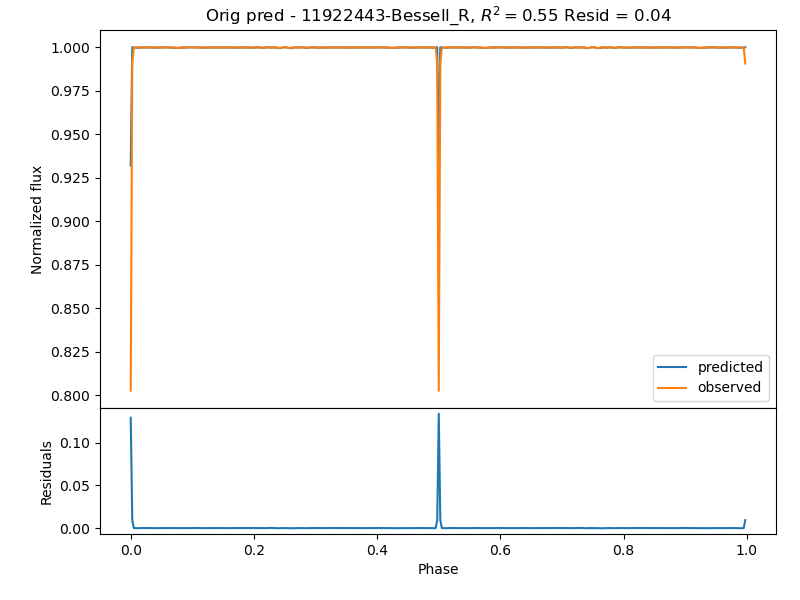 Orig pred - 11922443-Bessell_R, R² = 0.55 Resid = 0.04
1.000
0.975
0.950
0.925
0.900
0.875
0.850
0.825
0.800
Normalized flux
predicted
observed
0.10
0.05
0.00
Residuals
0.0 0.2 0.4 0.6 0.8 1.0
Phase